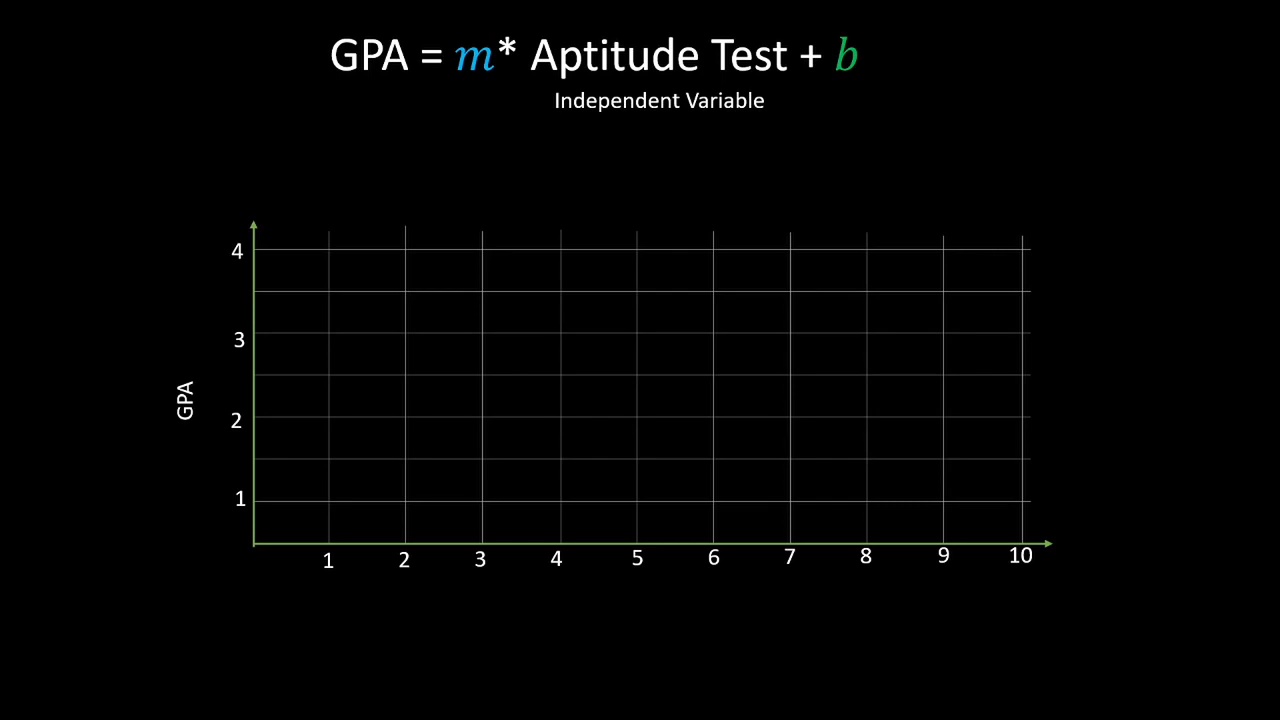 GPA = m* Aptitude Test + b
Independent Variable
4
3
GPA
2
1
1 2 3 4 5 6 7 8 9 10